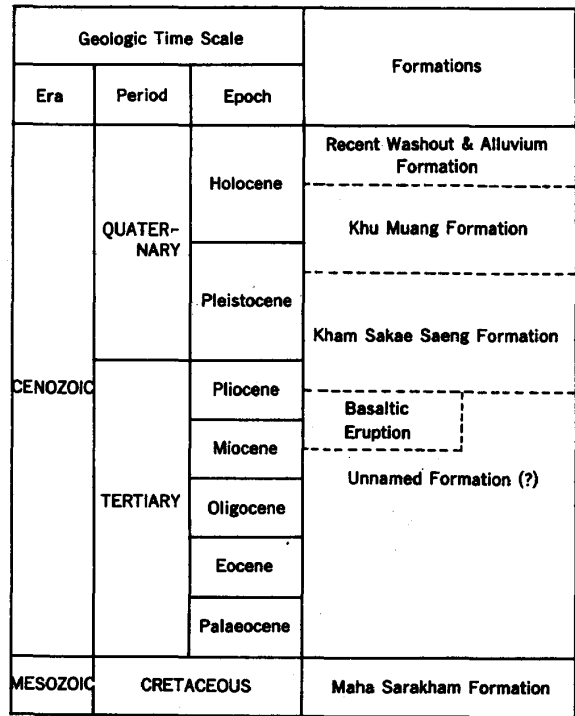 Geologic Time Scale
Formations
Era
Period
Epoch
CENOZOIC
QUATER-
NARY
Holocene
Recent Washout & Alluvium
Formation
Khu Muang Formation
Pleistocene
Kham Sakae Saeng Formation
TERTIARY
Pliocene
Basaltic
Eruption
Miocene
Unnamed Formation (?)
Oligocene
Eocene
Palaeocene
MESOZOIC
CRETACEOUS
Maha Sarakham Formation